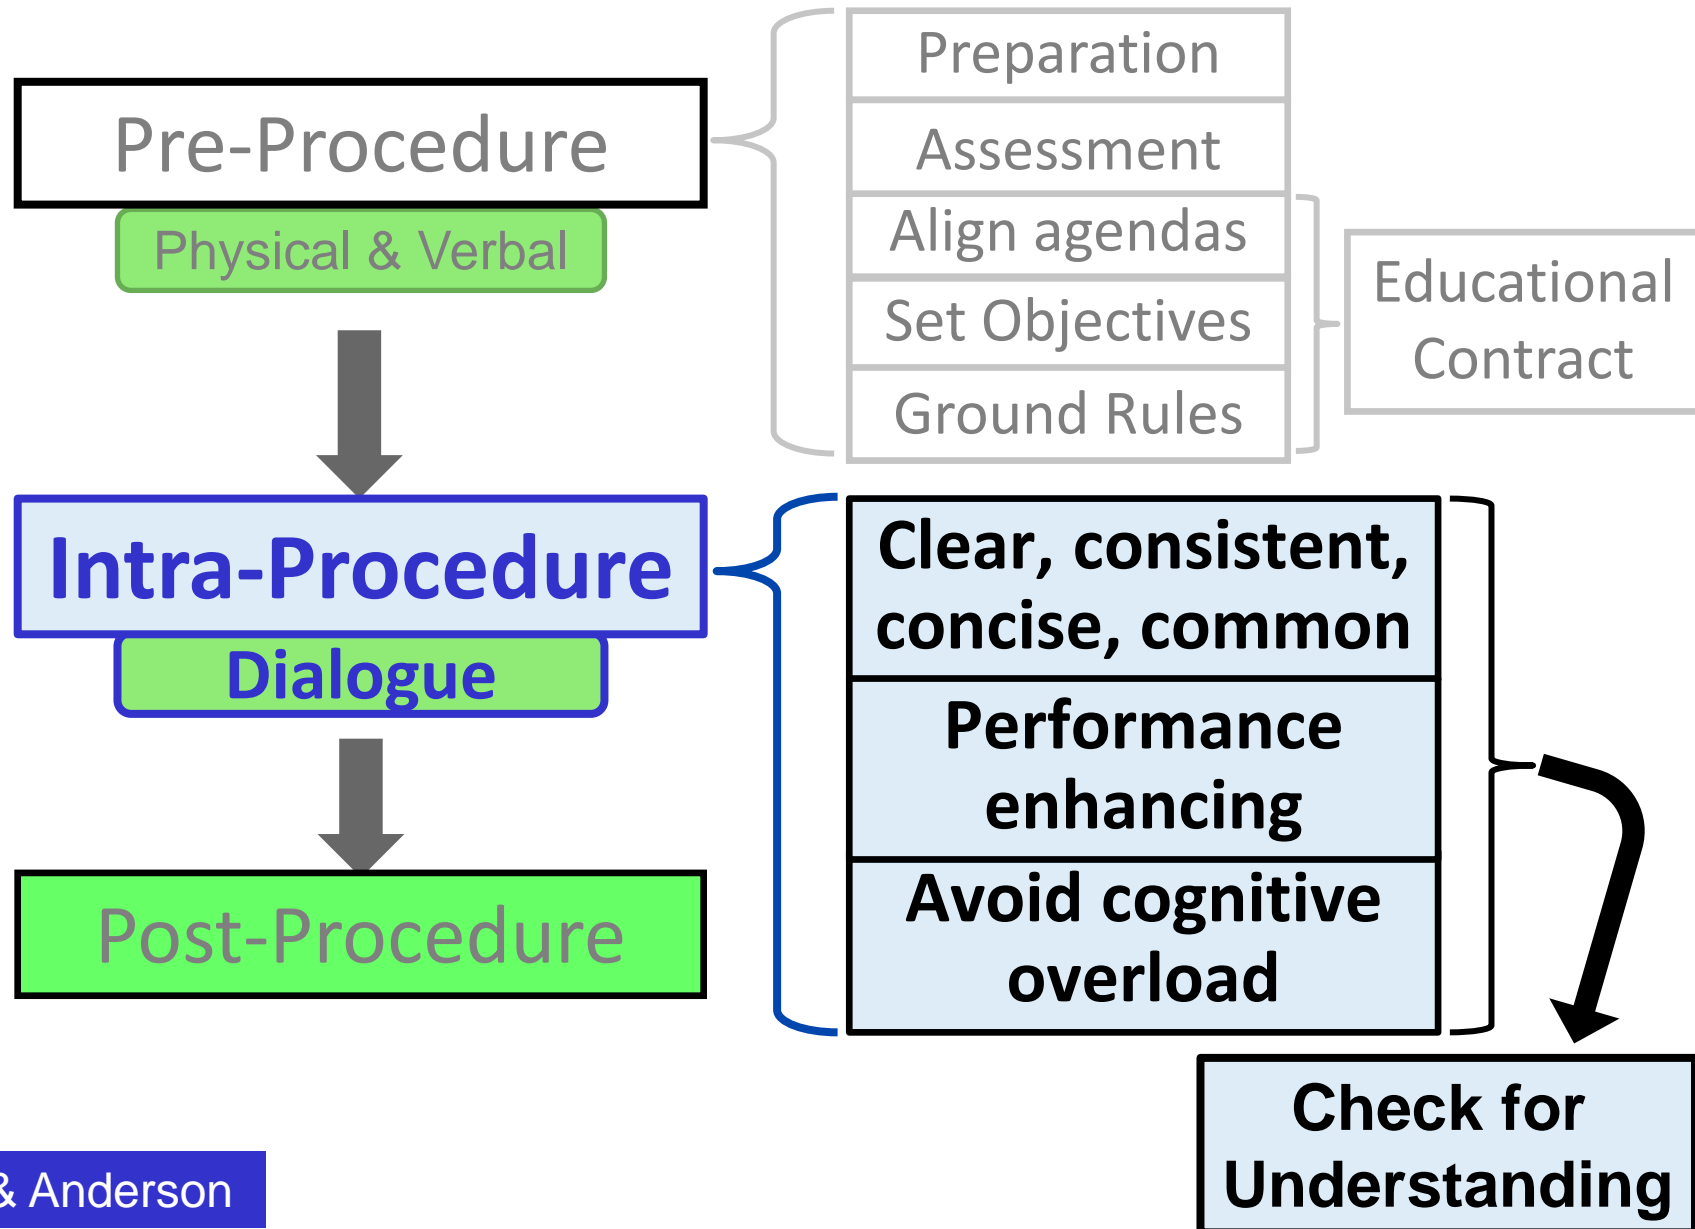 Pre-Procedure
Physical & Verbal
Preparation
Assessment
Align agendas
Set Objectives
Ground Rules
Educational
Contract
Intra-Procedure
Dialogue
Clear, consistent,
concise, common
Performance
enhancing
Avoid cognitive
overload
Post-Procedure
Check for
Understanding
& Anderson